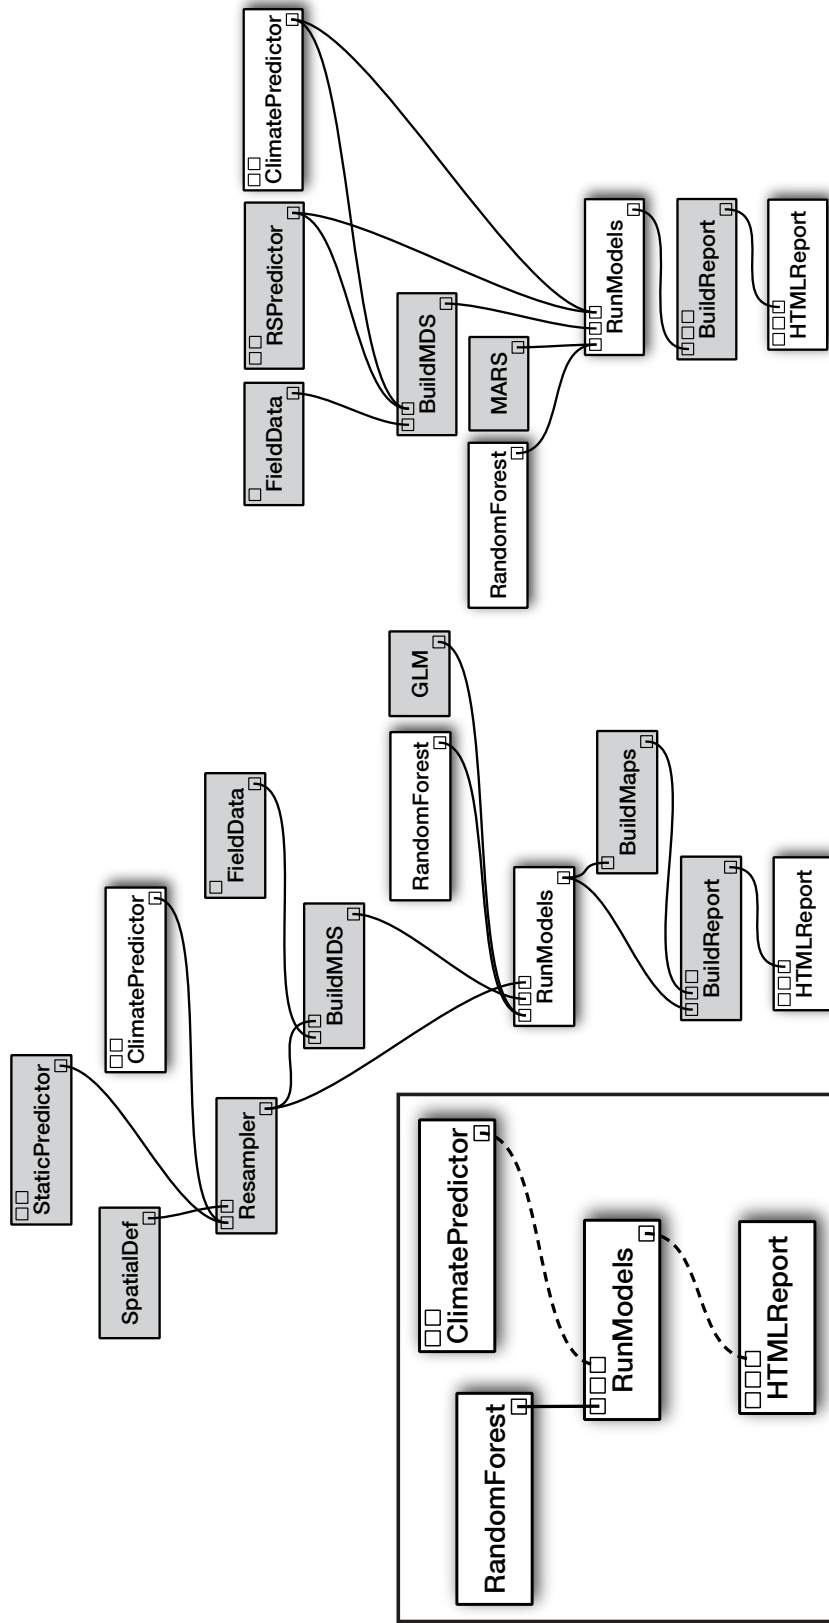 RandomForest
ClimatePredictor
RunModels
HTMLReport
StaticPredictor
SpatialDef
ClimatePredictor
Resampler
FieldData
BuildMDS
RandomForest
GLM
RunModels
BuildMaps
BuildReport
HTMLReport
FieldData
RSPredictor
ClimatePredictor
BuildMDS
RandomForest
MARS
RunModels
BuildReport
HTMLReport